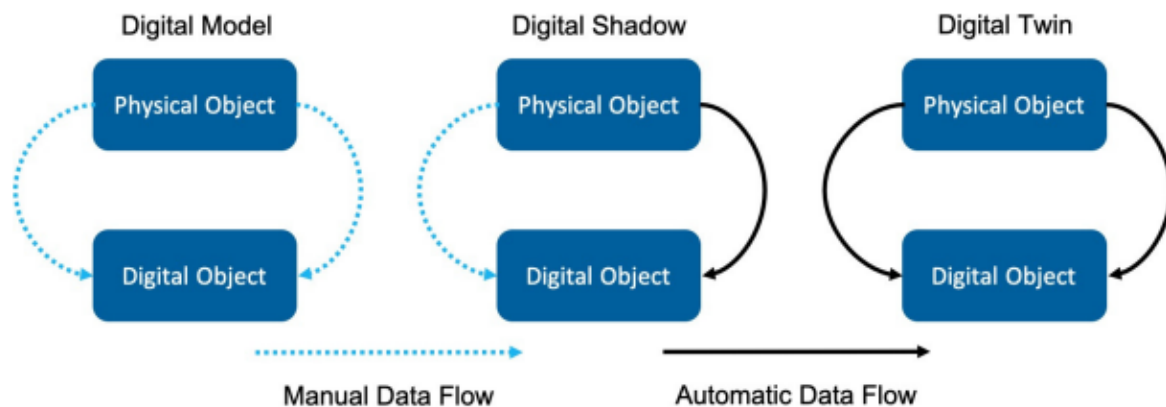 Digital Model
Digital Shadow
Digital Twin
Physical Object
Physical Object
Physical Object
Digital Object
Digital Object
Digital Object
Manual Data Flow
Automatic Data Flow